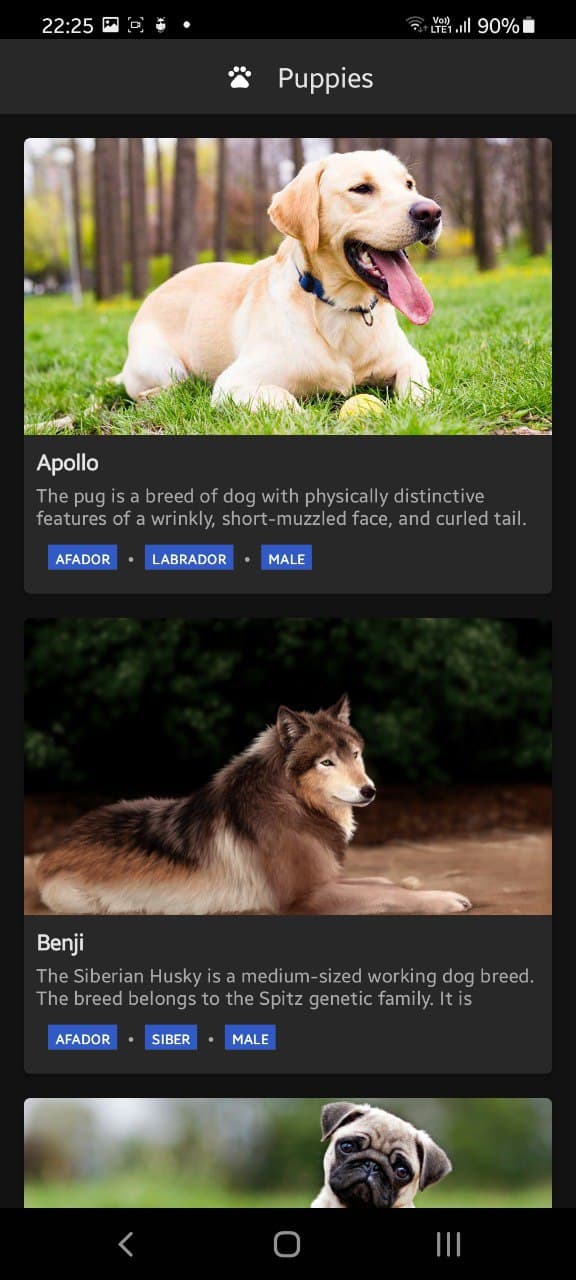 22:25 Vo) LTE1 90%
Puppies
Apollo
The pug is a breed of dog with physically distinctive
features of a wrinkly, short-muzzled face, and curled tail.
AFADOR • LABRADOR • MALE
Benji
The Siberian Husky is a medium-sized working dog breed.
The breed belongs to the Spitz genetic family. It is
AFADOR • SIBER • MALE